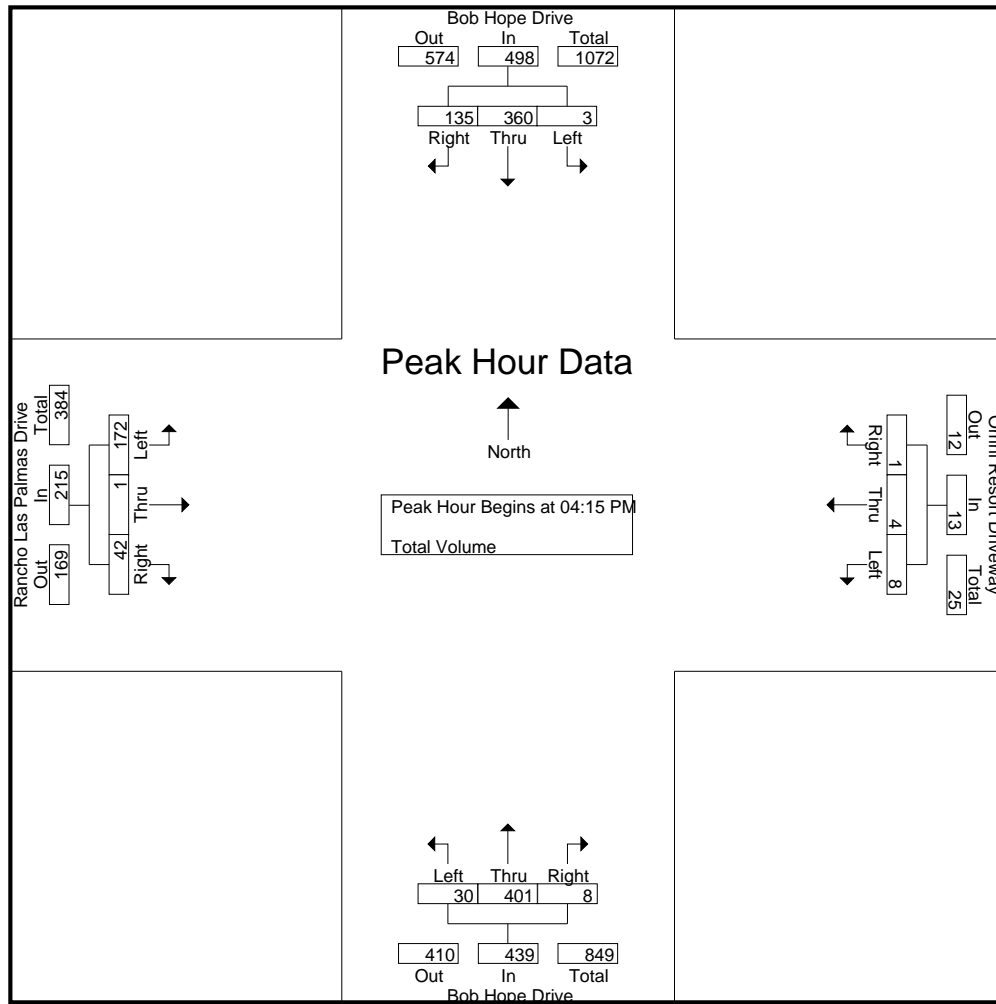 Bob Hope Drive
Out In Total
574 498 1072
135 360 3
Right Thru Left
Peak Hour Data
North
Peak Hour Begins at 04:15 PM
Total Volume
Rancho Las Palmas Drive
Out In Total
169 215 384
Left Thru Right
172 1 42
Omni Resort Driveway
Out In Total
12 13 25
Right Thru Left
1 4 8
Left Thru Right
30 401 8
410 439 849
Out In Total
Bob Hope Drive